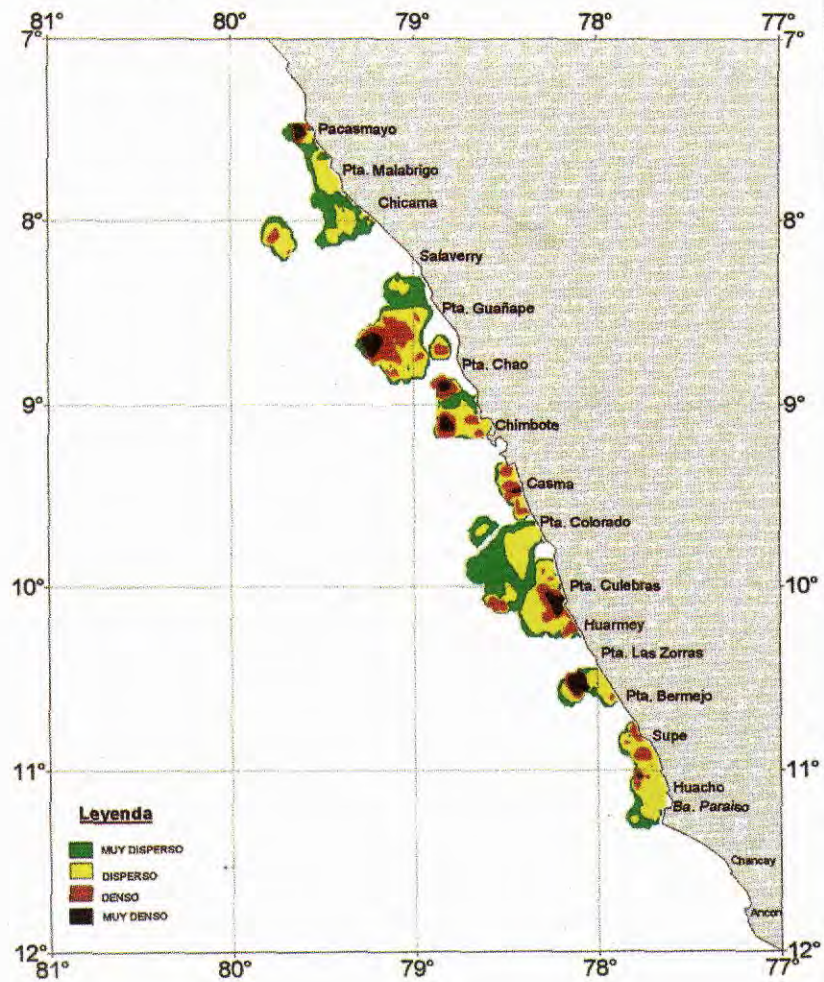 81° 80° 79° 78° 77°
7° 7°
Pacasmayo
Pta. Malabrigo
Chicama
8° 8°
Salaverry
Pta. Guañape
Pta. Chao
9° 9°
Chimbote
Casma
Pta. Colorado
10° 10°
Pta. Culebras
Huarmey
Pta. Las Zorras
Pta. Bermejo
Supe
11° 11°
Huacho
Ba. Paraiso
Leyenda
MUY DISPERSO
DISPERSO
DENSO
MUY DENSO
Chancay
Ancon
12° 12°
81° 80° 79° 78° 77°